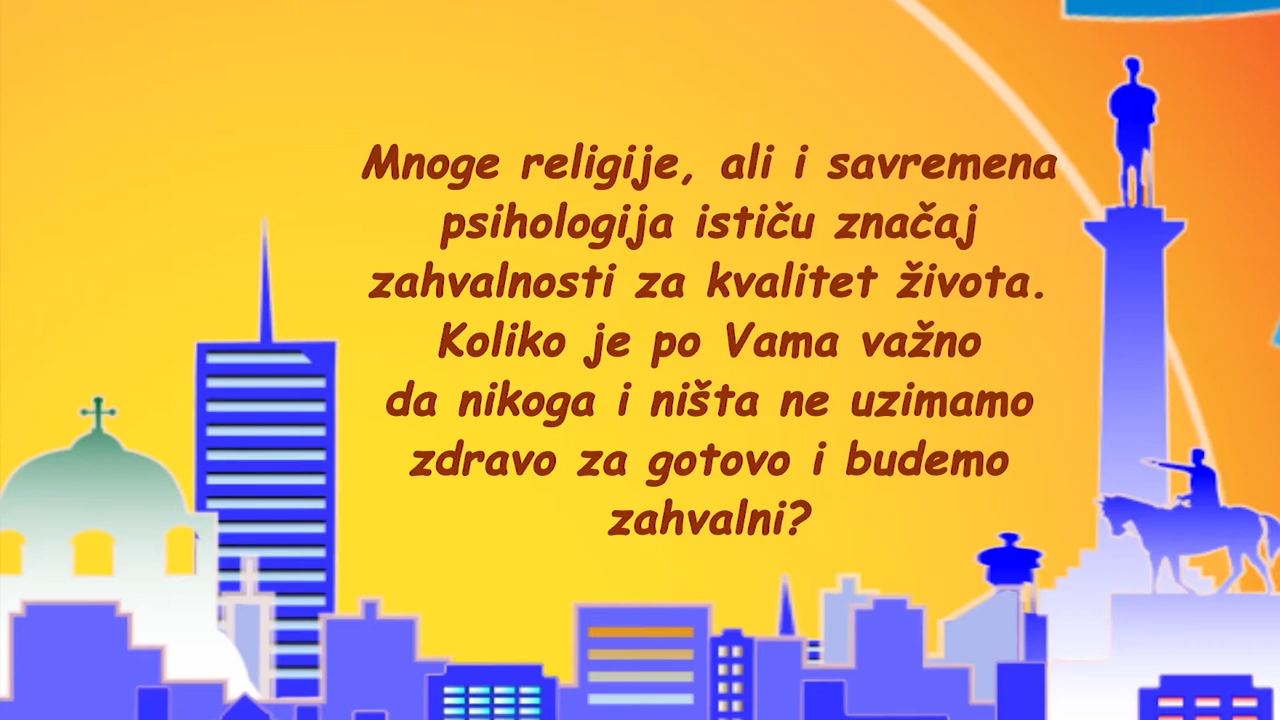 Mnoge religije, ali i savremena
psihologija ističu značaj
zahvalnosti za kvalitet života.
Koliko je po Vama važno
da nikoga i ništa ne uzimamo
zdravo za gotovo i budemo
zahvalni?